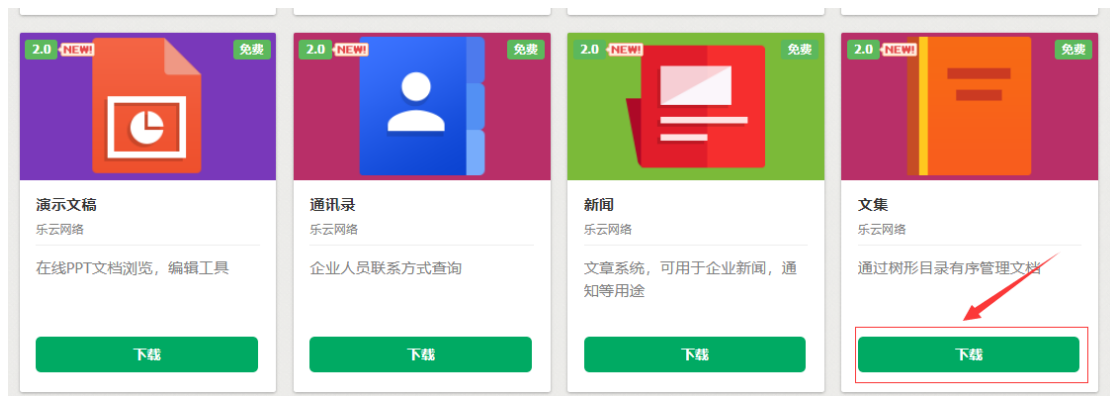 2.0 NEW! 免费
2.0 NEW! 免费
2.0 NEW! 免费
2.0 NEW! 免费
演示文稿
乐云网络
在线PPT文档浏览，编辑工具
下载
通讯录
乐云网络
企业人员联系方式查询
下载
新闻
乐云网络
文章系统，可用于企业新闻，通
知等用途
下载
文集
乐云网络
通过树形目录有序管理文档
下载